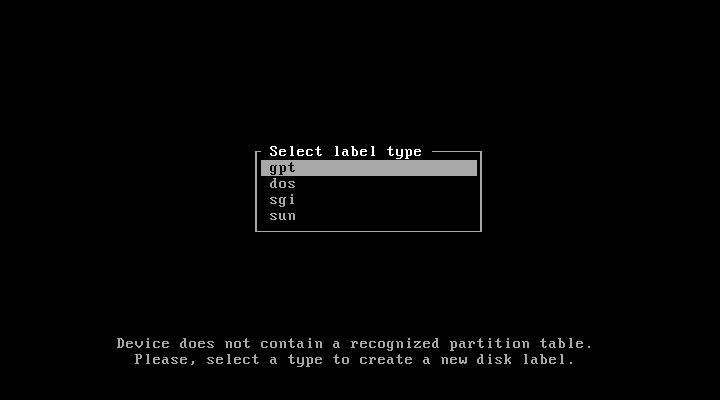 Select label type
gpt
dos
sgi
sun
Device does not contain a recognized partition table.
Please, select a type to create a new disk label.